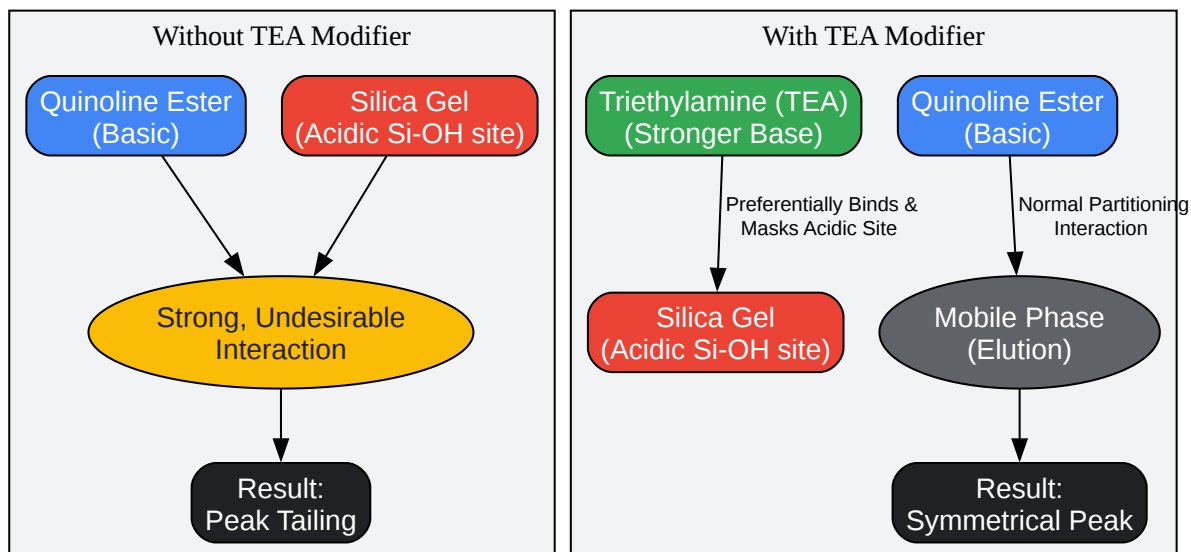 Without TEA Modifier
Quinoline Ester
(Basic)
Silica Gel
(Acidic Si-OH site)
Strong, Undesirable
Interaction
Result:
Peak Tailing
With TEA Modifier
Triethylamine (TEA)
(Stronger Base)
Quinoline Ester
(Basic)
Preferentially Binds &
Masks Acidic Site
Normal Partitioning
Interaction
Silica Gel
(Acidic Si-OH site)
Mobile Phase
(Elution)
Result:
Symmetrical Peak